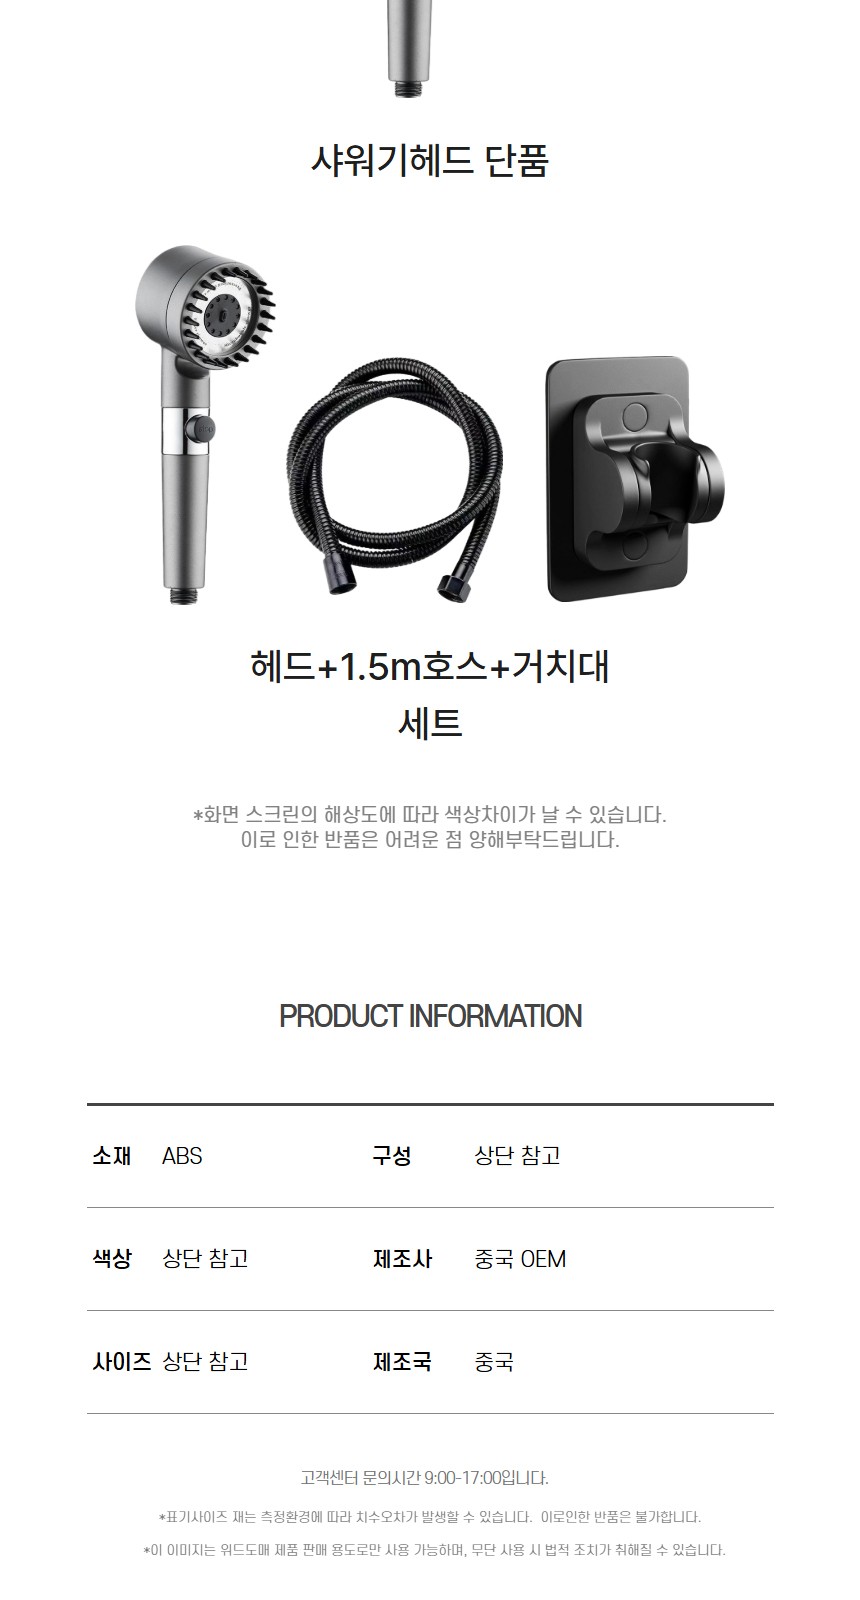 샤워기헤드 단품
헤드+1.5m호스+거치대
세트
*화면 스크린의 해상도에 따라 색상차이가 날 수 있습니다.
이로 인한 반품은 어려운 점 양해부탁드립니다.
PRODUCT INFORMATION
소재 ABS 구성 상단 참고
색상 상단 참고 제조사 중국 OEM
사이즈 상단 참고 제조국 중국
고객센터 문의시간 9:00-17:00입니다.
*표기사이즈 재는 측정환경에 따라 치수오차가 발생할 수 있습니다. 이로인한 반품은 불가합니다.
*이 이미지는 위드도매 제품 판매 용도로만 사용 가능하며, 무단 사용 시 법적 조치가 취해질 수 있습니다.